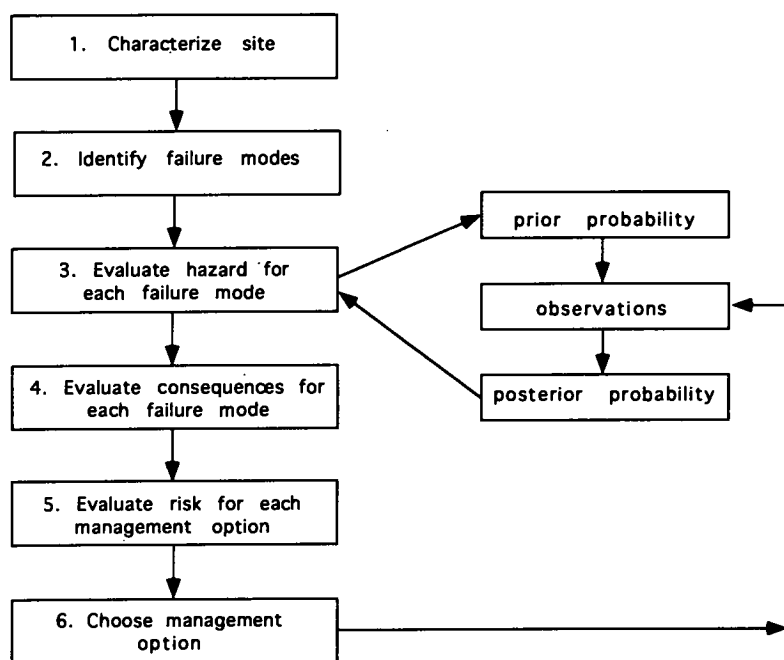 1. Characterize site
2. Identify failure modes
3. Evaluate hazard for
each failure mode
4. Evaluate consequences for
each failure mode
5. Evaluate risk for each
management option
6. Choose management
option
prior probability
observations
posterior probability